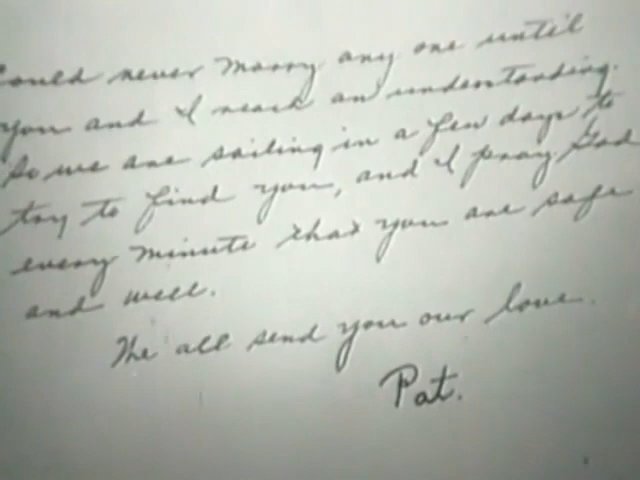 could never marry any one until
you and I reach an understanding.
So we are sailing in a few days to
try to find you, and I pray God
every minute that you are safe
and well.
We all send you our love.
Pat.